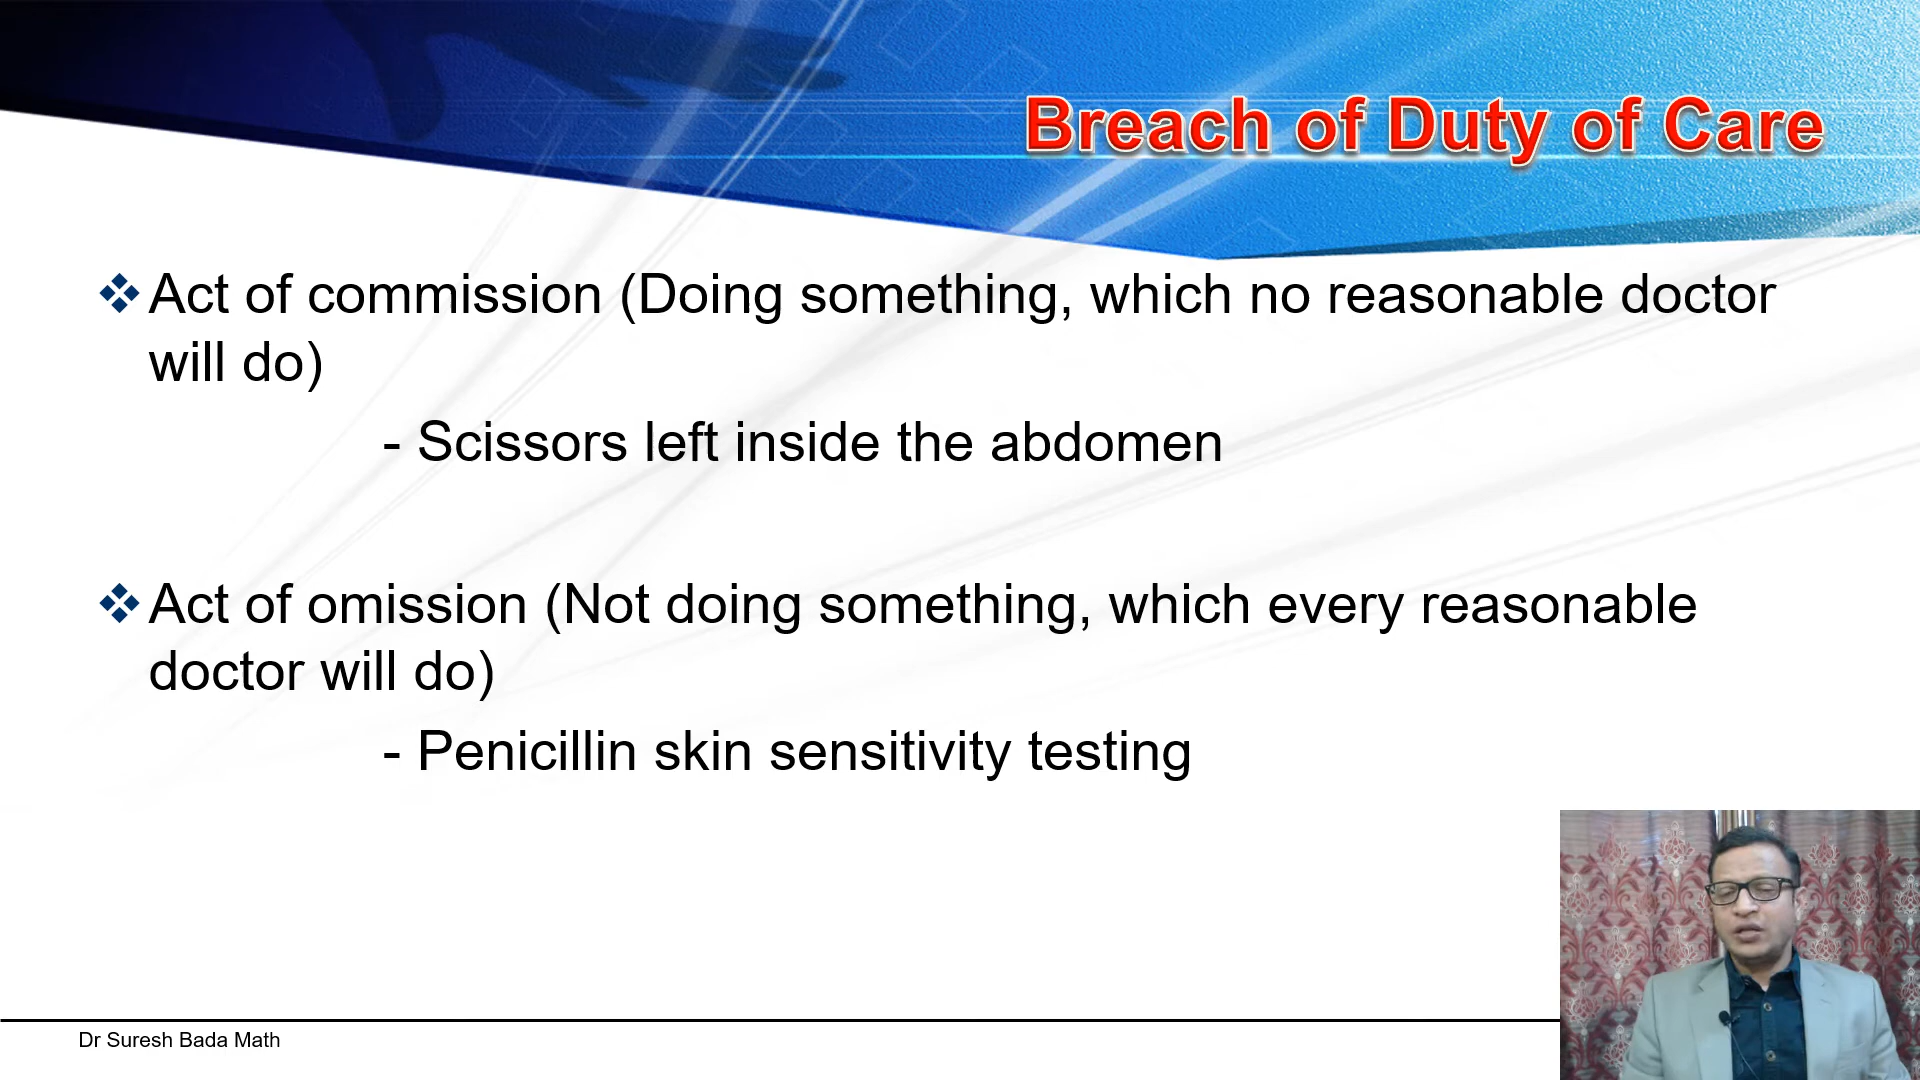 Breach of Duty of Care
❖Act of commission (Doing something, which no reasonable doctor
will do)
- Scissors left inside the abdomen
❖Act of omission (Not doing something, which every reasonable
doctor will do)
- Penicillin skin sensitivity testing
Dr Suresh Bada Math